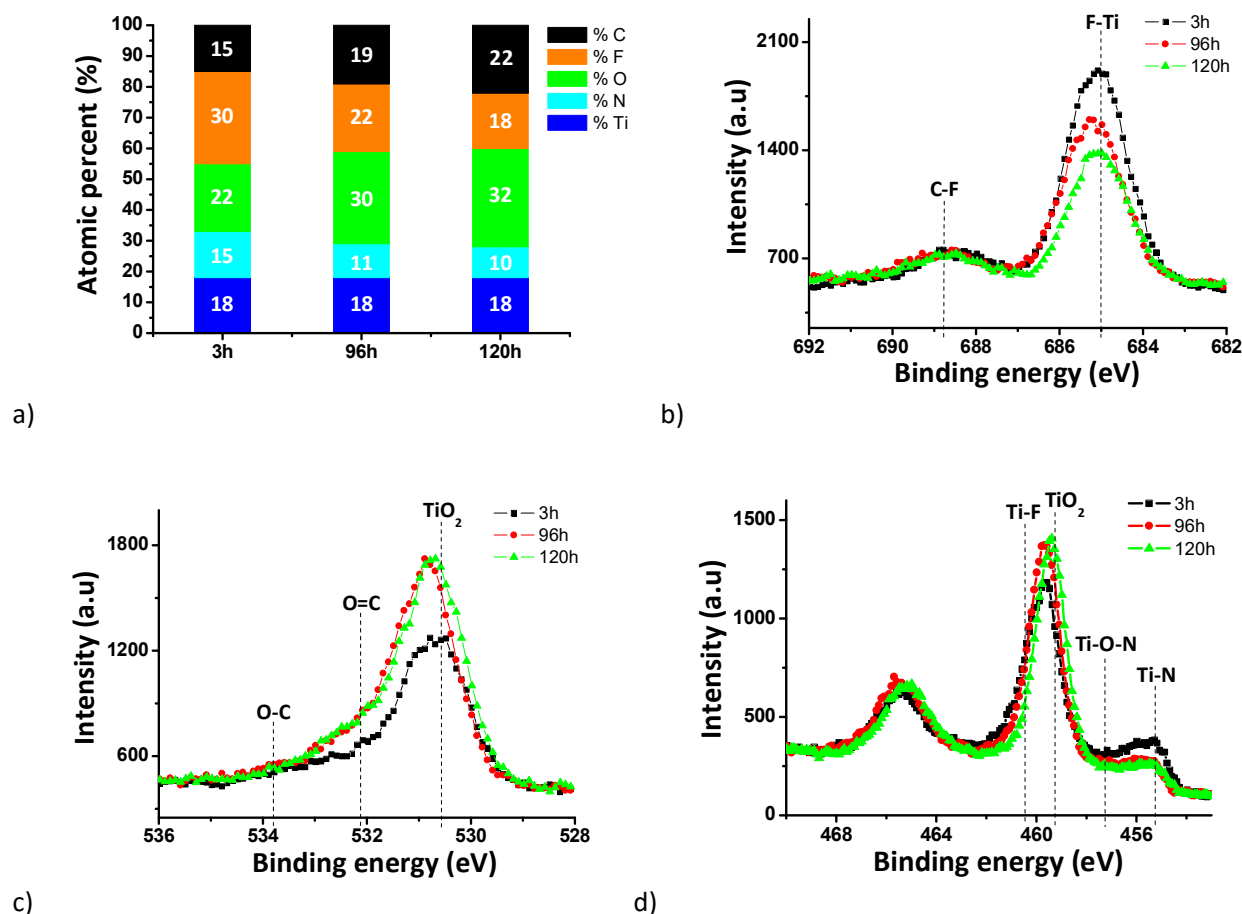 100
90
80
70
60
50
40
30
20
10
0
Atomic percent (%)
15
30
22
15
18
19
22
30
11
18
22
18
32
10
18
3h
96h
120h
% C
% F
% O
% N
% Ti
a)
2100
1400
700
Intensity (a.u)
F-Ti
C-F
3h
96h
120h
692
690
688
686
684
682
Binding energy (eV)
b)
1800
1200
600
Intensity (a.u)
TiO2
O=C
O-C
3h
96h
120h
536
534
532
530
528
Binding energy (eV)
c)
1500
1000
500
0
Intensity (a.u)
Ti-F
TiO2
Ti-O-N
Ti-N
3h
96h
120h
468
464
460
456
Binding energy (eV)
d)